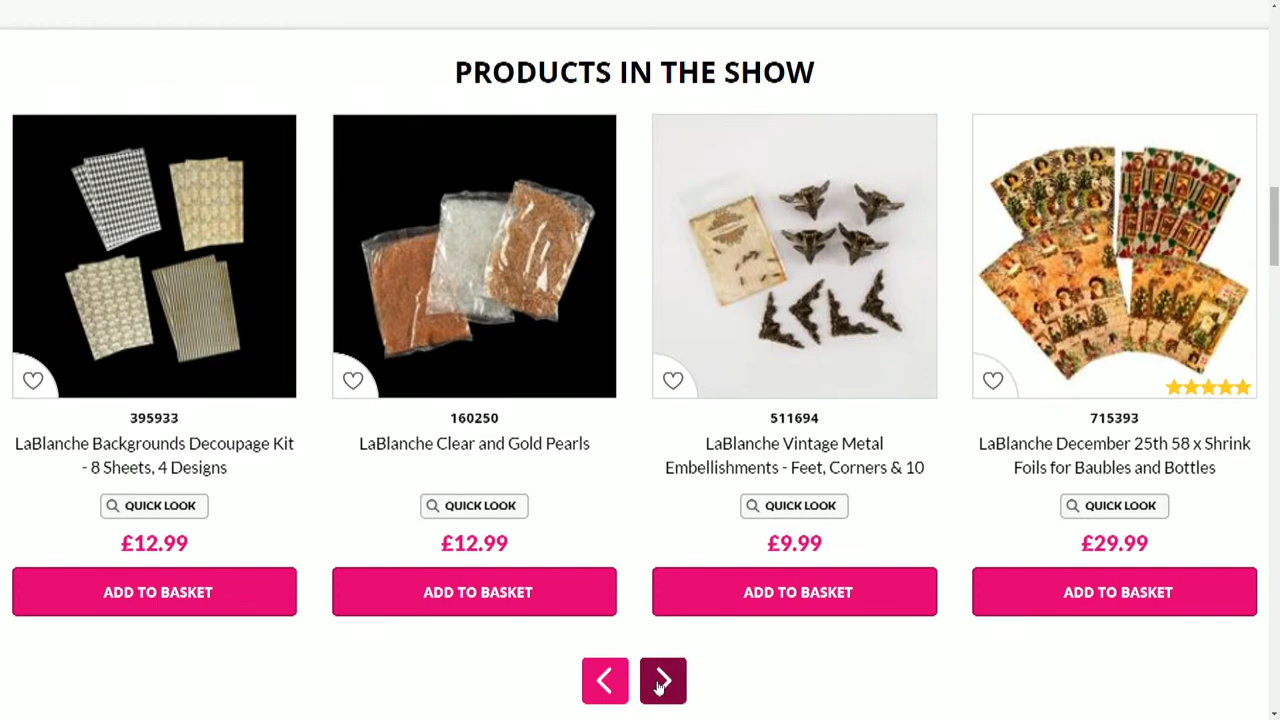 PRODUCTS IN THE SHOW
395933
LaBlanche Backgrounds Decoupage Kit
- 8 Sheets, 4 Designs
QUICK LOOK
£12.99
ADD TO BASKET
160250
LaBlanche Clear and Gold Pearls
QUICK LOOK
£12.99
ADD TO BASKET
511694
LaBlanche Vintage Metal
Embellishments - Feet, Corners & 10
QUICK LOOK
£9.99
ADD TO BASKET
715393
LaBlanche December 25th 58 x Shrink
Foils for Baubles and Bottles
QUICK LOOK
£29.99
ADD TO BASKET